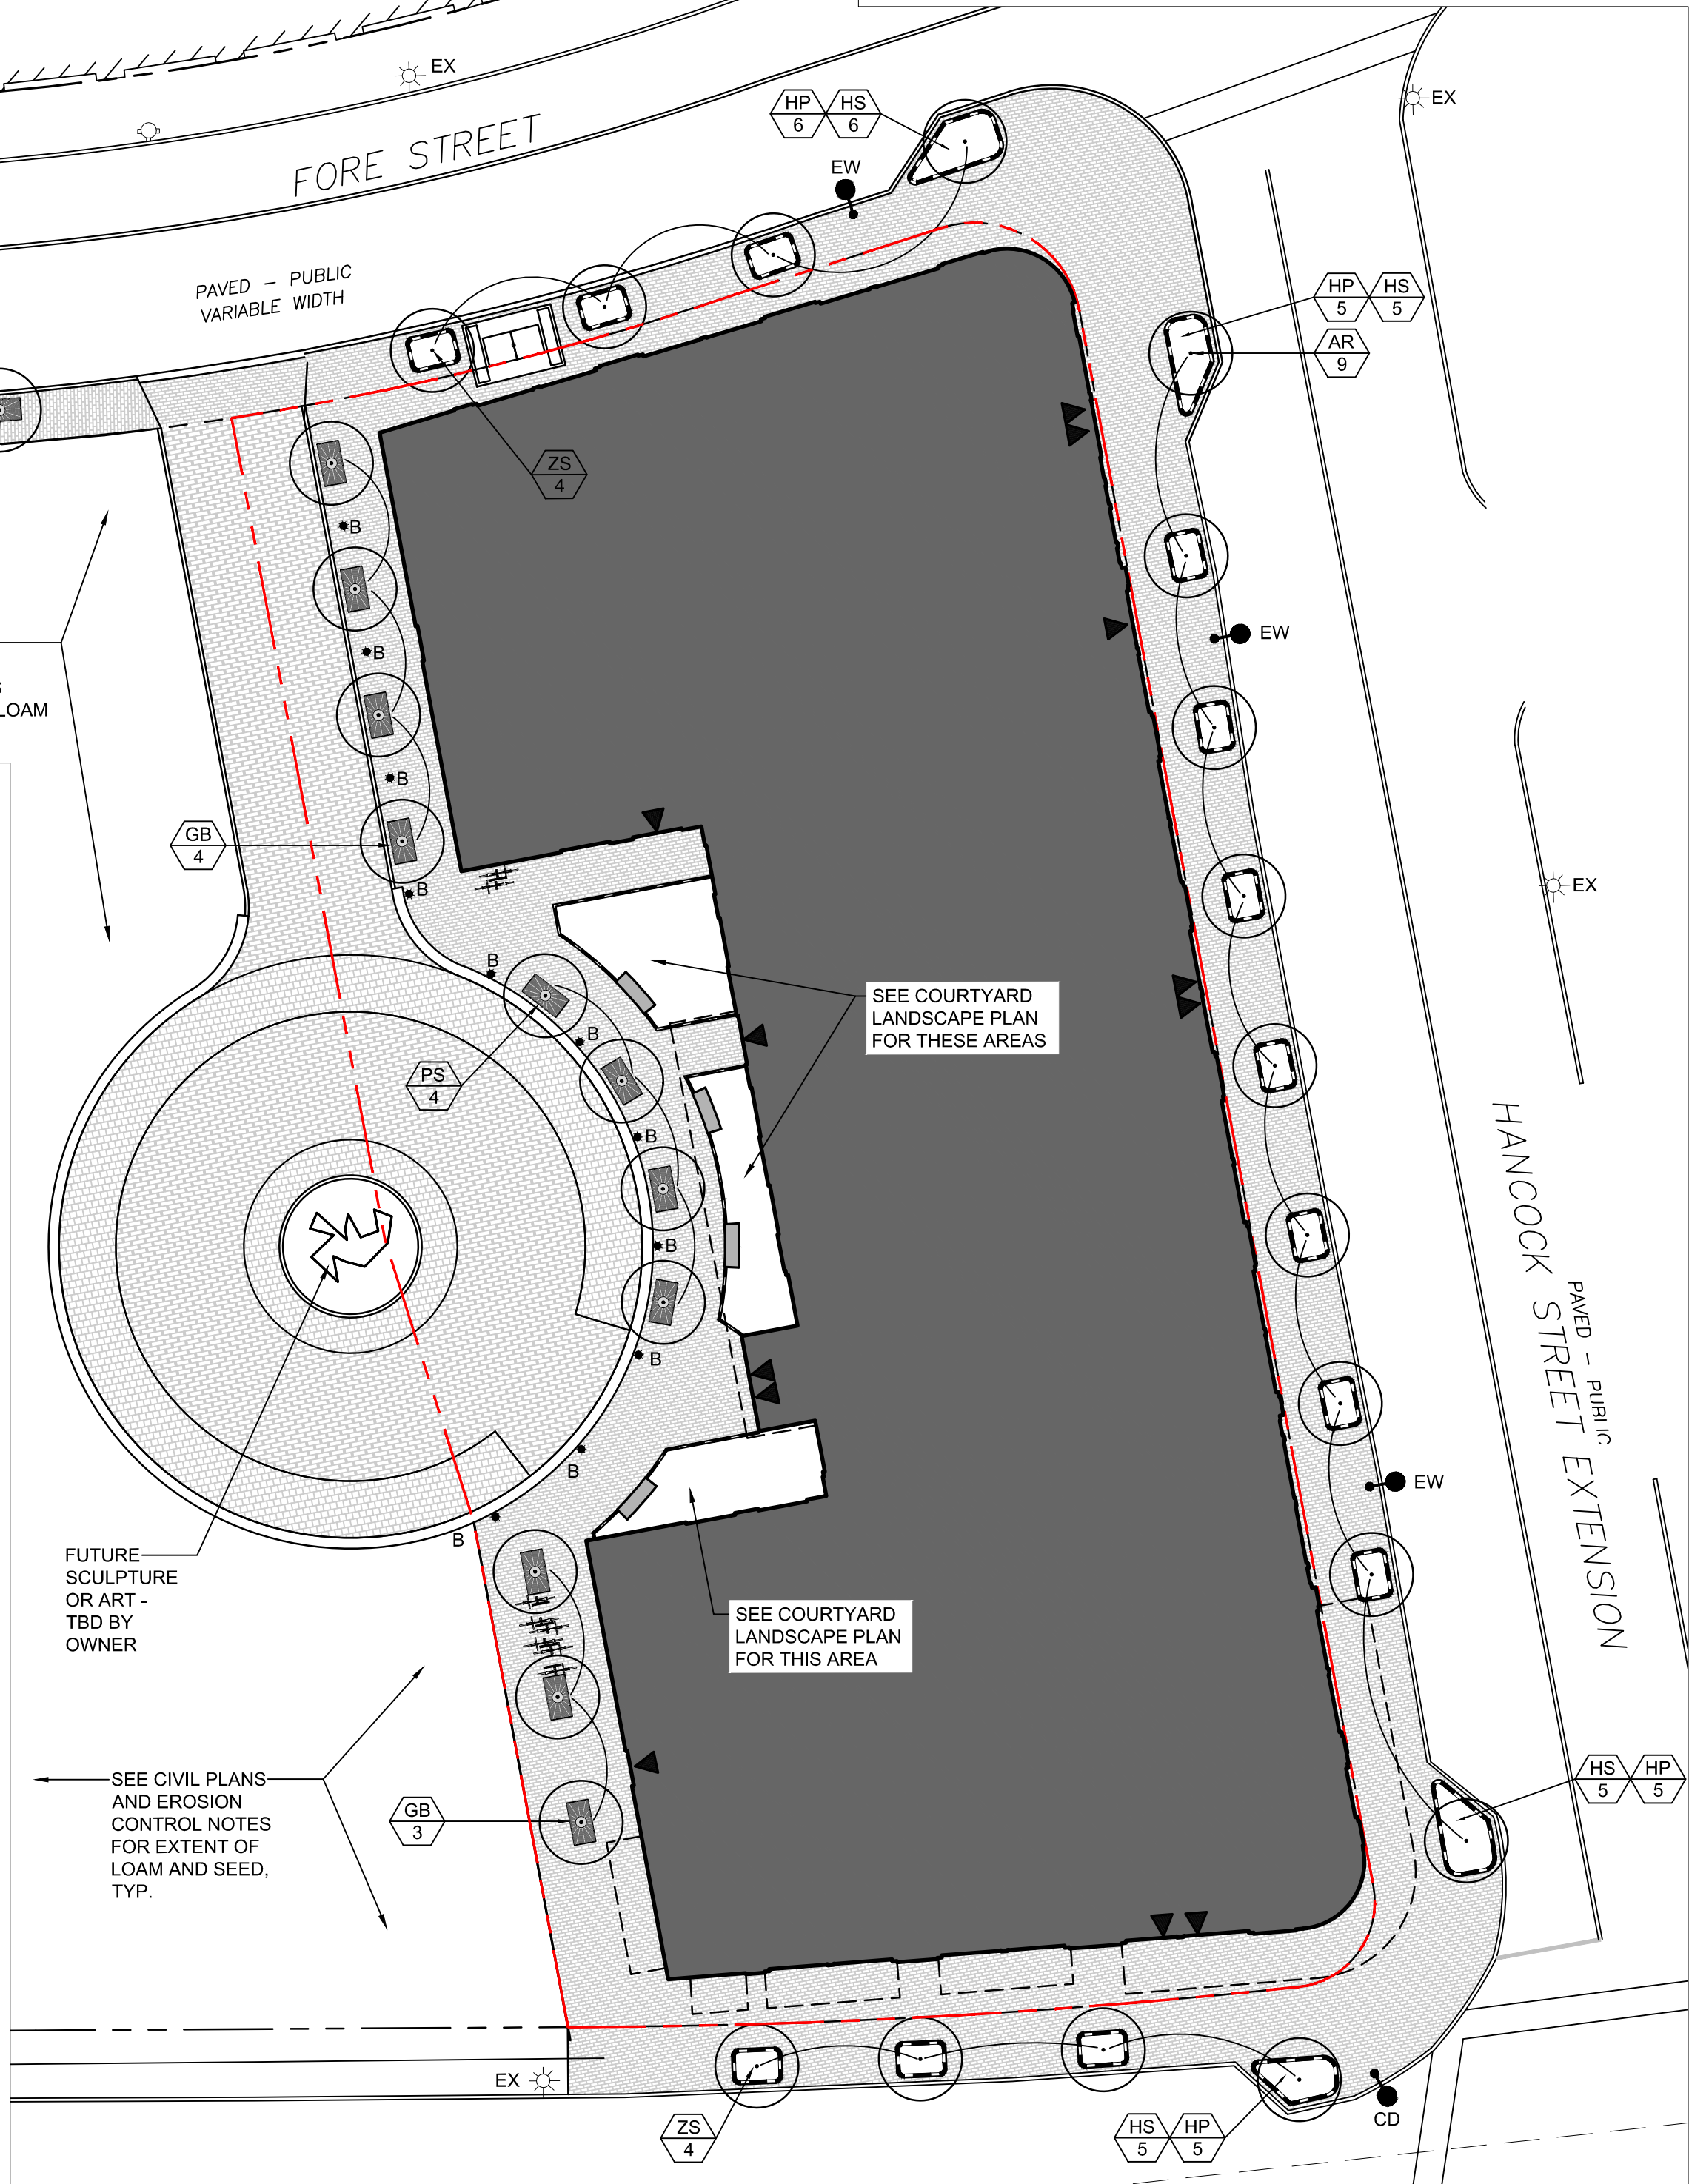 EX
EX
FORE STREET
HP
6
HS
6
EW
PAVED - PUBLIC
VARIABLE WIDTH
HP
5
HS
5
AR
9
ZS
4
B
EW
B
LOAM
B
GB
4
B
EX
B
SEE COURTYARD
LANDSCAPE PLAN
FOR THESE AREAS
B
PS
4
B
B
HANCOCK STREET EXTENSION
PAVED - PUBLIC
B
B
EW
B
FUTURE
SCULPTURE
OR ART -
TBD BY
OWNER
SEE COURTYARD
LANDSCAPE PLAN
FOR THIS AREA
SEE CIVIL PLANS
AND EROSION
CONTROL NOTES
FOR EXTENT OF
LOAM AND SEED,
TYP.
HS
5
HP
5
GB
3
EX
ZS
4
HS
5
HP
5
CD